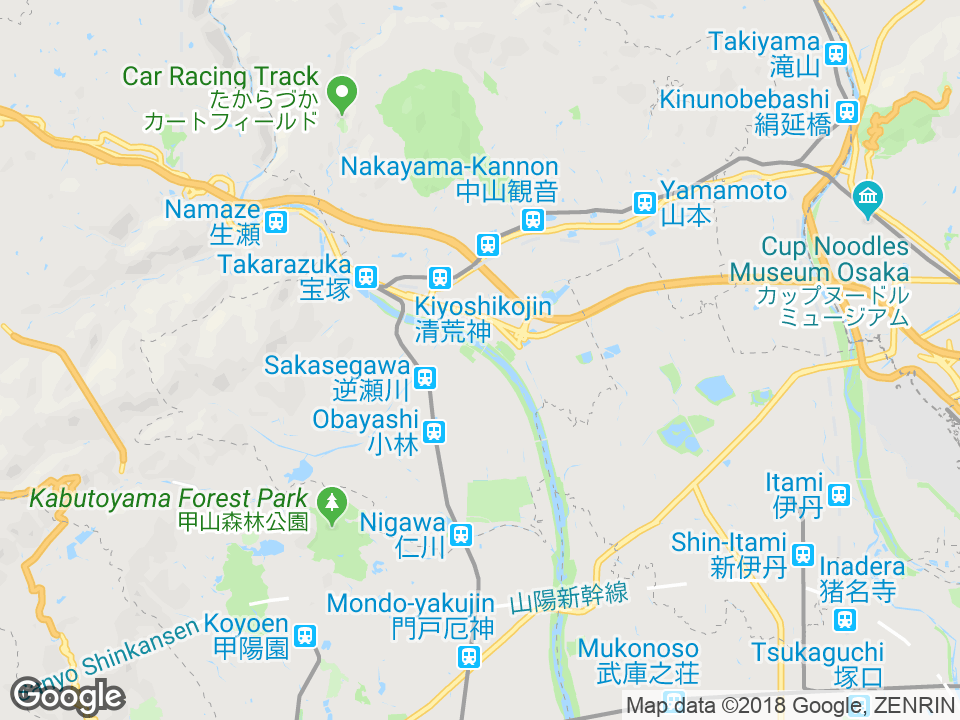 Takiyama
滝山
Car Racing Track
たからづか
カートフィールド
Kinunobebashi
絹延橋
Nakayama-Kannon
中山観音
Yamamoto
山本
Namaze
生瀬
Cup Noodles
Museum Osaka
カップヌードル
ミュージアム
Takarazuka
宝塚
Kiyoshikojin
清荒神
Sakasegawa
逆瀬川
Obayashi
小林
Itami
伊丹
Kabutoyama Forest Park
甲山森林公園
Nigawa
仁川
Shin-Itami
新伊丹
Inadera
猪名寺
山陽新幹線
Mondo-yakujin
門戸厄神
Koyoen
甲陽園
Shinkansen
Mukonoso
武庫之荘
Tsukaguchi
塚口
Google
Map data ©2018 Google, ZENRIN